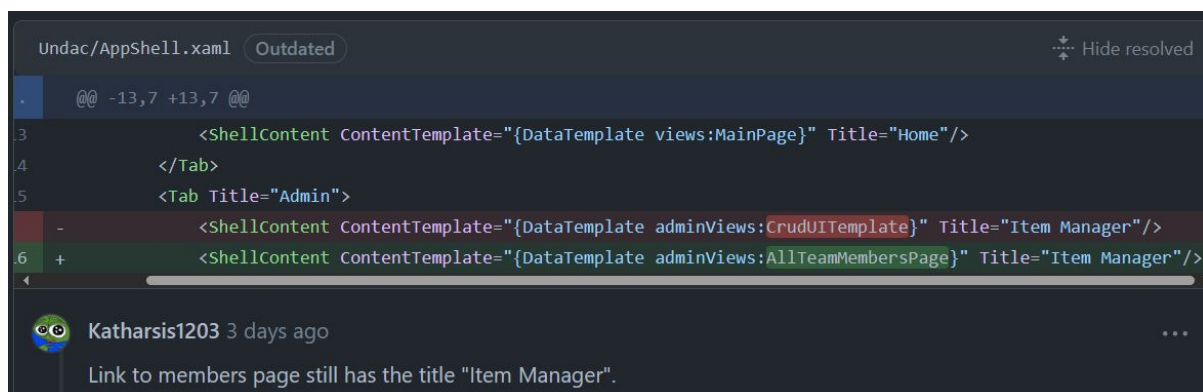 Undac/AppShell.xaml Outdated Hide resolved
. @@ -13,7 +13,7 @@
13 <ShellContent ContentTemplate="{DataTemplate views:MainPage}" Title="Home"/>
.4 </Tab>
15 <Tab Title="Admin">
- <ShellContent ContentTemplate="{DataTemplate adminViews:CrudUITemplate}" Title="Item Manager"/>
.6 + <ShellContent ContentTemplate="{DataTemplate adminViews:AllTeamMembersPage}" Title="Item Manager"/>
Katharsis1203 3 days ago ...
Link to members page still has the title "Item Manager".